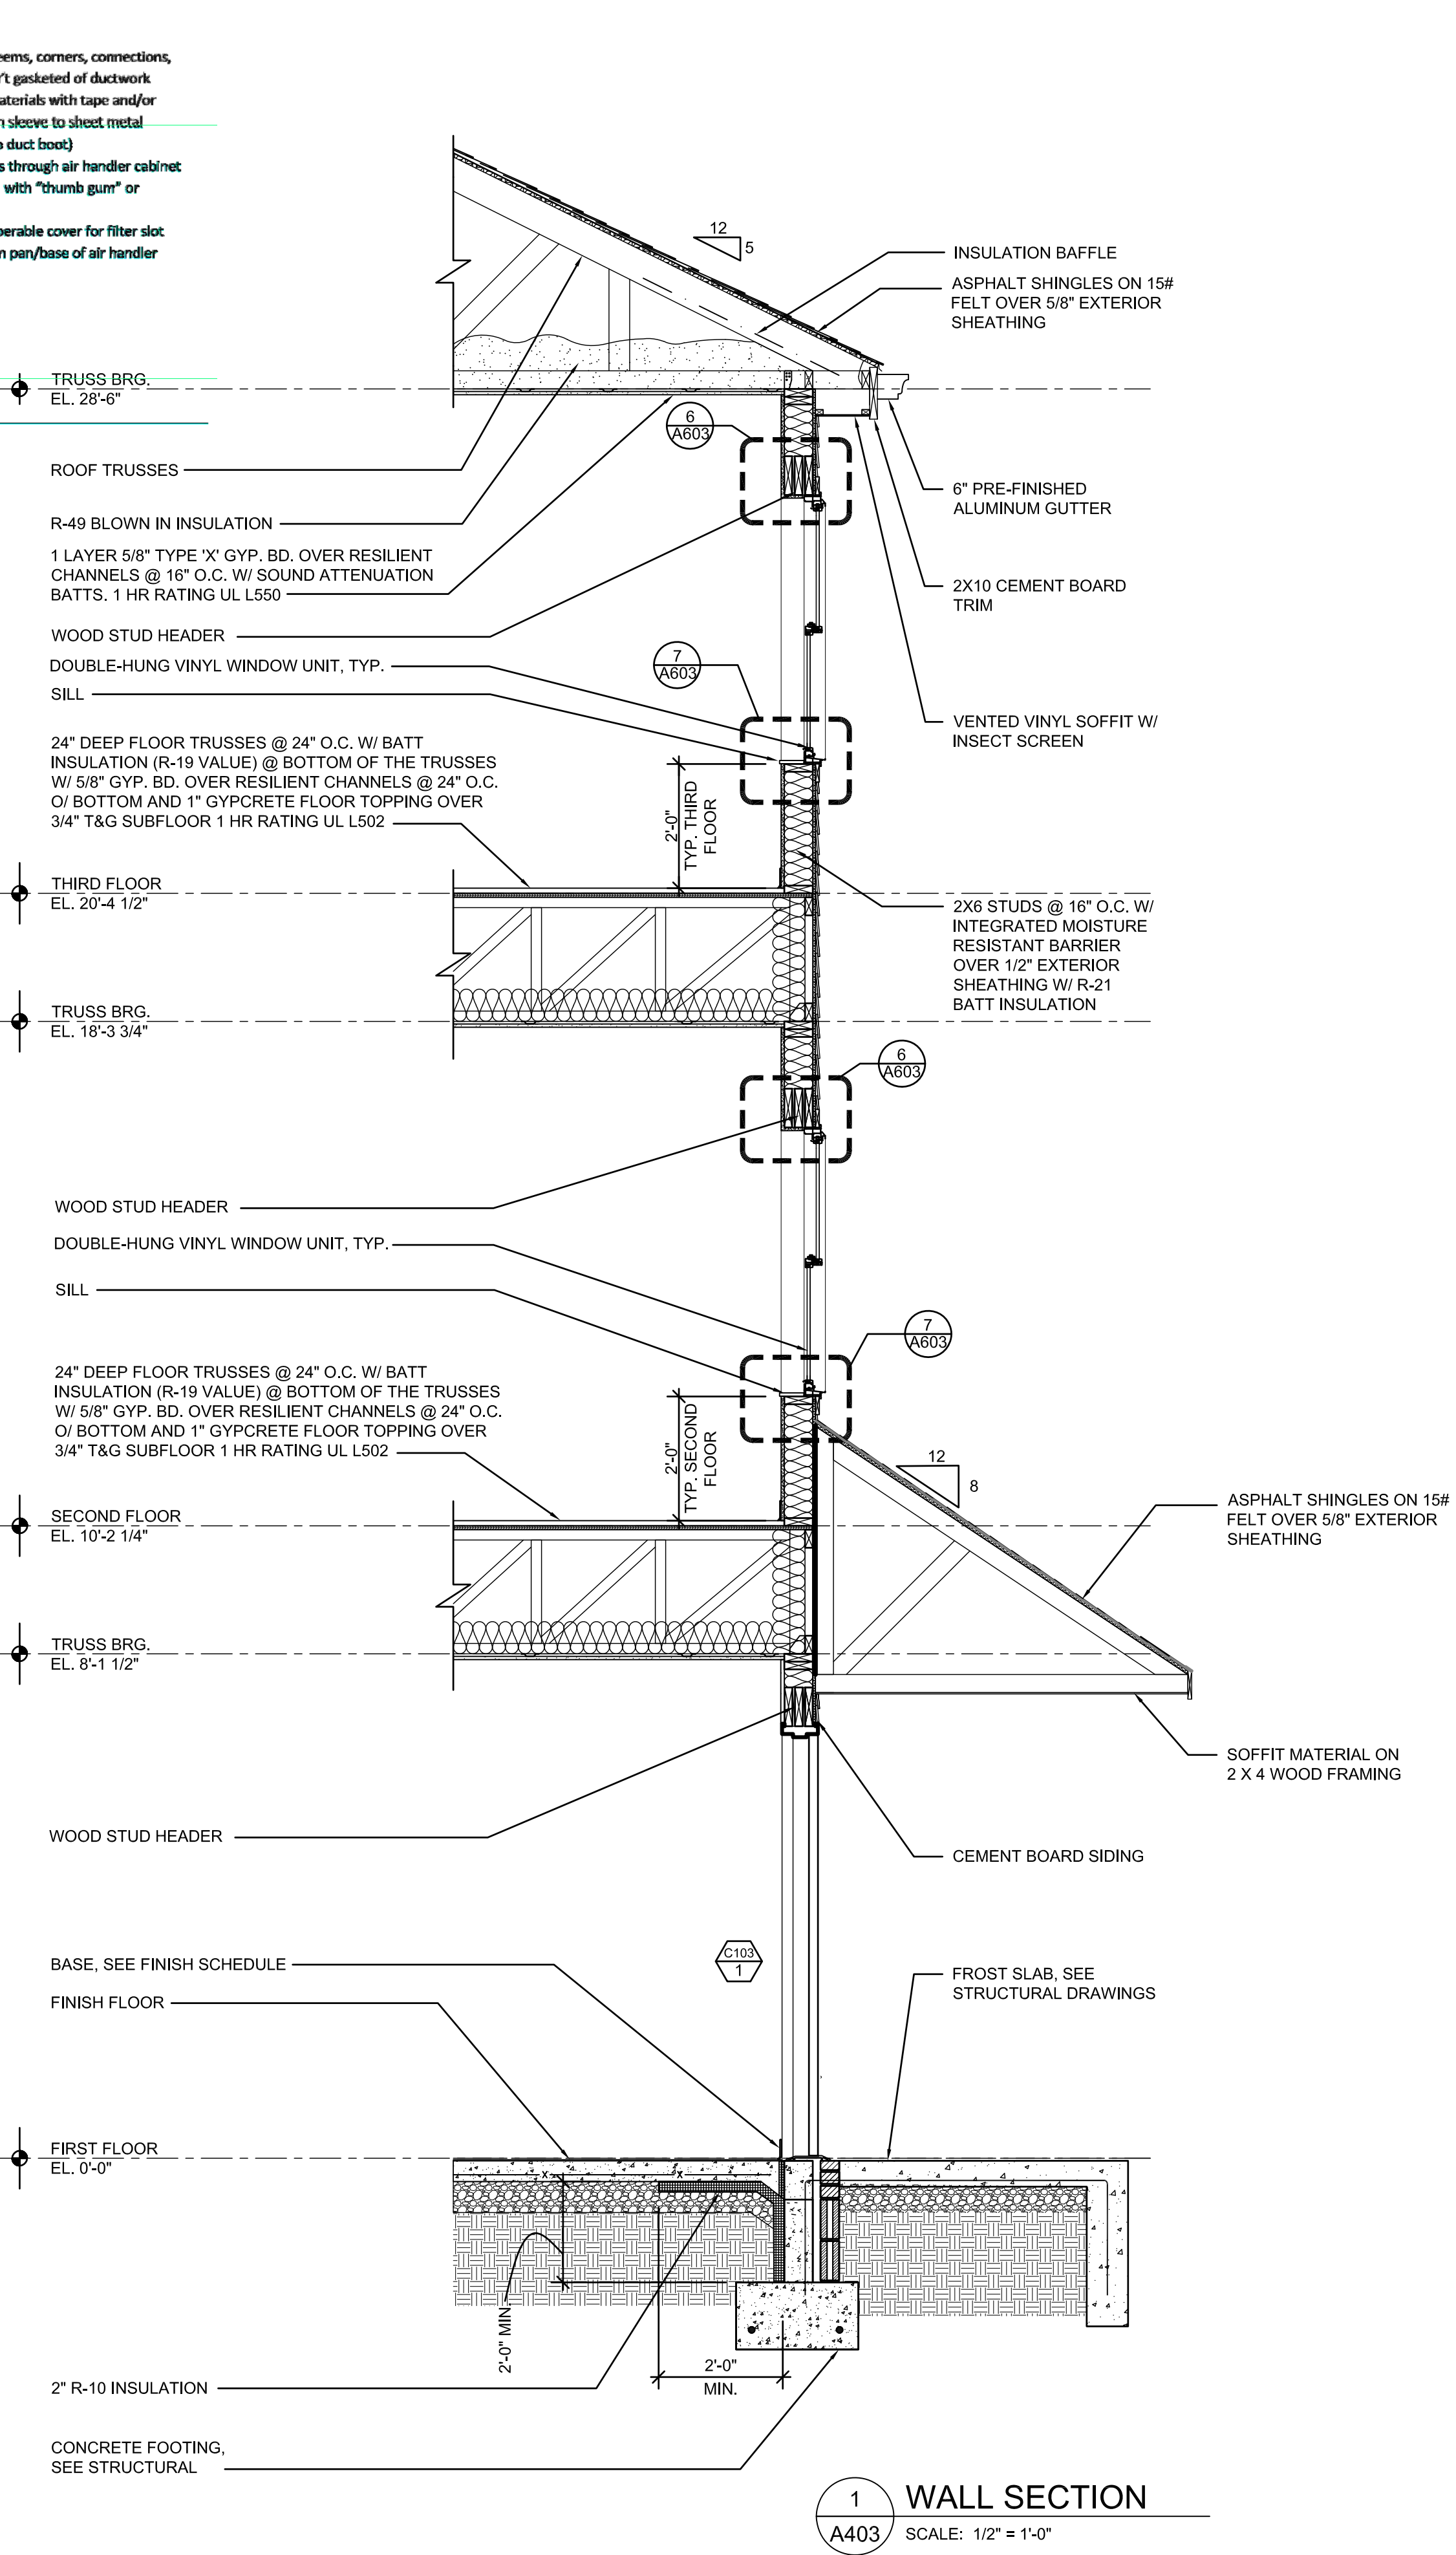 eems, corners, connections,
't gasketed of ductwork
aterials with tape and/or
n sleeve to sheet metal
o duct boot)
s through air handler cabinet
with "thumb gum" or
perable cover for filter slot
n pan/base of air handler
12
5
INSULATION BAFFLE
ASPHALT SHINGLES ON 15#
FELT OVER 5/8" EXTERIOR
SHEATHING
TRUSS BRG.
EL. 28'-6"
6
A603
ROOF TRUSSES
6" PRE-FINISHED
ALUMINUM GUTTER
R-49 BLOWN IN INSULATION
1 LAYER 5/8" TYPE 'X' GYP. BD. OVER RESILIENT
CHANNELS @ 16" O.C. W/ SOUND ATTENUATION
BATTS. 1 HR RATING UL L550
2X10 CEMENT BOARD
TRIM
WOOD STUD HEADER
DOUBLE-HUNG VINYL WINDOW UNIT, TYP.
7
A603
SILL
VENTED VINYL SOFFIT W/
INSECT SCREEN
24" DEEP FLOOR TRUSSES @ 24" O.C. W/ BATT
INSULATION (R-19 VALUE) @ BOTTOM OF THE TRUSSES
W/ 5/8" GYP. BD. OVER RESILIENT CHANNELS @ 24" O.C.
O/ BOTTOM AND 1" GYPCRETE FLOOR TOPPING OVER
3/4" T&G SUBFLOOR 1 HR RATING UL L502
2'-0"
TYP. THIRD
FLOOR
THIRD FLOOR
EL. 20'-4 1/2"
2X6 STUDS @ 16" O.C. W/
INTEGRATED MOISTURE
RESISTANT BARRIER
OVER 1/2" EXTERIOR
SHEATHING W/ R-21
BATT INSULATION
TRUSS BRG.
EL. 18'-3 3/4"
6
A603
WOOD STUD HEADER
DOUBLE-HUNG VINYL WINDOW UNIT, TYP.
SILL
7
A603
24" DEEP FLOOR TRUSSES @ 24" O.C. W/ BATT
INSULATION (R-19 VALUE) @ BOTTOM OF THE TRUSSES
W/ 5/8" GYP. BD. OVER RESILIENT CHANNELS @ 24" O.C.
O/ BOTTOM AND 1" GYPCRETE FLOOR TOPPING OVER
3/4" T&G SUBFLOOR 1 HR RATING UL L502
2'-0"
TYP. SECOND
FLOOR
12
8
ASPHALT SHINGLES ON 15#
FELT OVER 5/8" EXTERIOR
SHEATHING
SECOND FLOOR
EL. 10'-2 1/4"
TRUSS BRG.
EL. 8'-1 1/2"
SOFFIT MATERIAL ON
2 X 4 WOOD FRAMING
WOOD STUD HEADER
CEMENT BOARD SIDING
C103
1
BASE, SEE FINISH SCHEDULE
FINISH FLOOR
FROST SLAB, SEE
STRUCTURAL DRAWINGS
FIRST FLOOR
EL. 0'-0"
x
x
2'-0" MIN.
2'-0"
MIN.
2" R-10 INSULATION
CONCRETE FOOTING,
SEE STRUCTURAL
1
A403
WALL SECTION
SCALE: 1/2" = 1'-0"